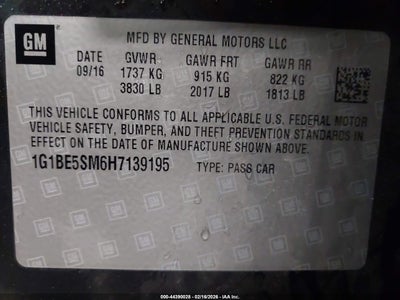 GM
MFD BY GENERAL MOTORS LLC
DATE GVWR GAWR FRT GAWR RR
09/16 1737 KG 915 KG 822 KG
3830 LB 2017 LB 1813 LB
THIS VEHICLE CONFORMS TO ALL APPLICABLE U.S. FEDERAL MOTOR
VEHICLE SAFETY, BUMPER, AND THEFT PREVENTION STANDARDS IN
EFFECT ON THE DATE OF MANUFACTURE SHOWN ABOVE.
1G1BE5SM6H7139195 TYPE: PASS CAR
000-44390028 - 02/16/2026 - IAA Inc.